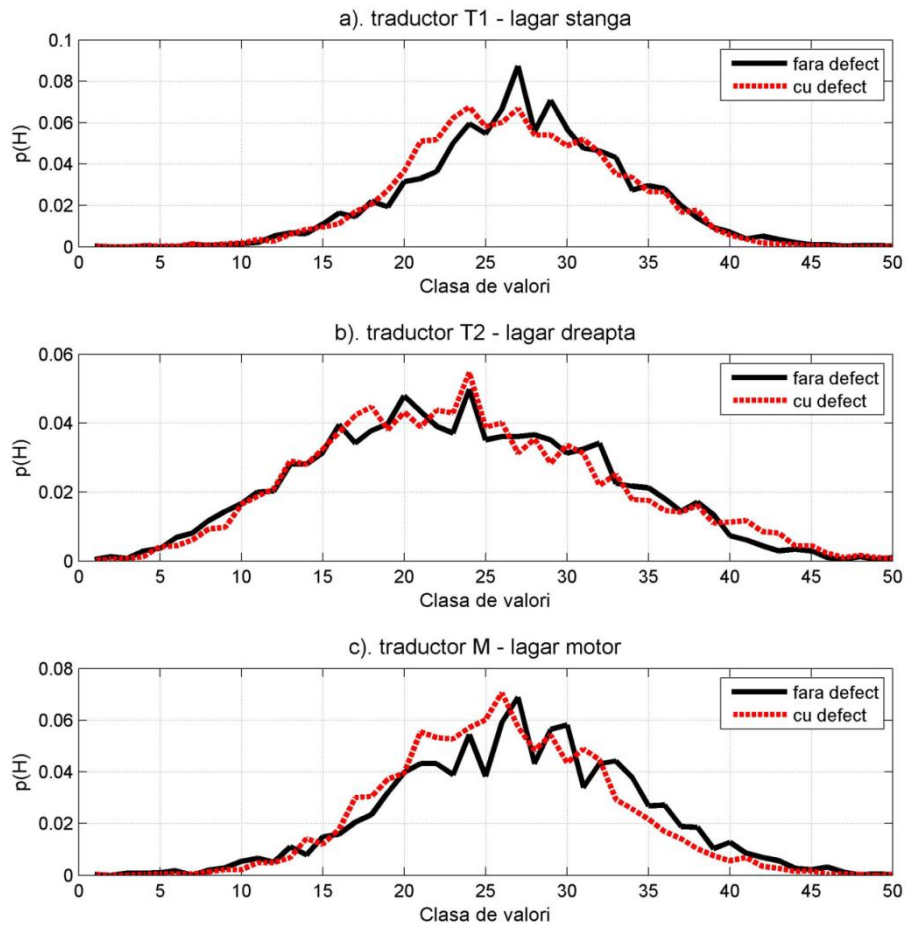 a). traductor T1 - lagar stanga
0.1
0.08
0.06
0.04
0.02
0
p(H)
fara defect
cu defect
0 5 10 15 20 25 30 35 40 45 50
Clasa de valori
b). traductor T2 - lagar dreapta
0.06
0.04
0.02
0
p(H)
fara defect
cu defect
0 5 10 15 20 25 30 35 40 45 50
Clasa de valori
c). traductor M - lagar motor
0.08
0.06
0.04
0.02
0
p(H)
fara defect
cu defect
0 5 10 15 20 25 30 35 40 45 50
Clasa de valori